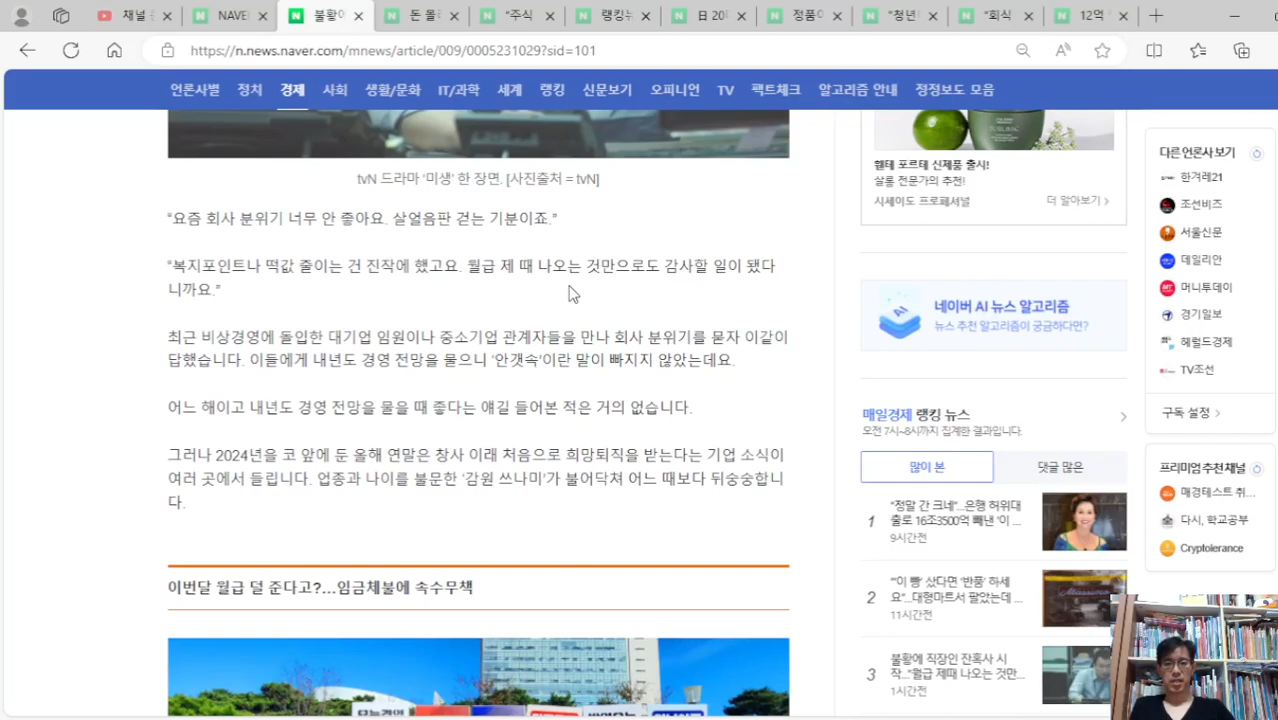 채널
NAVE
불황이
돈 몰
"주식
랭킹뉴
日 20
정품이
"청년
"회식
12억
https://n.news.naver.com/mnews/article/009/0005231029?sid=101
언론사별 정치 경제 사회 생활/문화 IT/과학 세계 랭킹 신문보기 오피니언 TV 팩트체크 알고리즘 안내 정정보도 모음
tvN 드라마 '미생' 한 장면. [사진출처 = tvN]
"요즘 회사 분위기 너무 안 좋아요. 살얼음판 걷는 기분이죠."
"복지포인트나 떡값 줄이는 건 진작에 했고요. 월급 제 때 나오는 것만으로도 감사할 일이 됐다
니까요."
최근 비상경영에 돌입한 대기업 임원이나 중소기업 관계자들을 만나 회사 분위기를 묻자 이같이
답했습니다. 이들에게 내년도 경영 전망을 물으니 '안갯속'이란 말이 빠지지 않았는데요.
어느 해이고 내년도 경영 전망을 물을 때 좋다는 얘길 들어본 적은 거의 없습니다.
그러나 2024년을 코 앞에 둔 올해 연말은 창사 이래 처음으로 희망퇴직을 받는다는 기업 소식이
여러 곳에서 들립니다. 업종과 나이를 불문한 '감원 쓰나미'가 불어닥쳐 어느 때보다 뒤숭숭합니
다.
이번달 월급 덜 준다고?...임금체불에 속수무책
헨테 포르테 신제품 출시!
살롱 전문가의 추천!
시세이도 프로페셔널
더 알아보기
AI
네이버 AI 뉴스 알고리즘
뉴스 추천 알고리즘이 궁금하다면?
매일경제 랭킹 뉴스
오전 7시~8시까지 집계한 결과입니다.
많이 본
댓글 많은
1
"정말 간 크네"...은행 허위대
출로 16조3500억 빼낸 '이 ...
9시간전
2
"'이 빵' 샀다면 '반품' 하세
요"...대형마트서 팔았는데 ...
11시간전
3
불황에 직장인 잔혹사 시
작..."월급 제때 나오는 것만...
1시간전
다른 언론사 보기
한겨레21
조선비즈
서울신문
데일리안
머니투데이
경기일보
헤럴드경제
TV조선
구독 설정
프리미엄 추천 채널
매경테스트 취...
다시, 학교공부
Cryptolerance